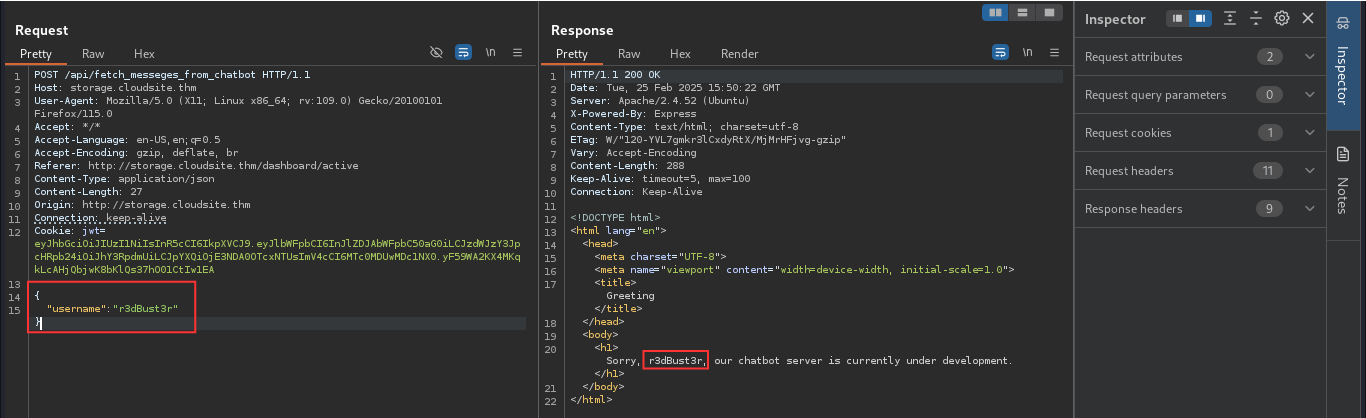 Request
Pretty Raw Hex \n
1 POST /api/fetch_messeges_from_chatbot HTTP/1.1
2 Host: storage.cloudsite.thm
3 User-Agent: Mozilla/5.0 (X11; Linux x86_64; rv:109.0) Gecko/20100101
Firefox/115.0
4 Accept: */*
5 Accept-Language: en-US,en;q=0.5
6 Accept-Encoding: gzip, deflate, br
7 Referer: http://storage.cloudsite.thm/dashboard/active
8 Content-Type: application/json
9 Content-Length: 27
10 Origin: http://storage.cloudsite.thm
11 Connection: keep-alive
12 Cookie: jwt=
13
14 {
15 "username":"r3dBust3r"
}
Response
Pretty Raw Hex Render \n
1 HTTP/1.1 200 OK
2 Date: Tue, 25 Feb 2025 15:50:22 GMT
3 Server: Apache/2.4.52 (Ubuntu)
4 X-Powered-By: Express
5 Content-Type: text/html; charset=utf-8
6 ETag: W/"120-YVL7gmkr3lCxdyRtX/MjMrHFjvg-gzip"
7 Vary: Accept-Encoding
8 Content-Length: 288
9 Keep-Alive: timeout=5, max=100
10 Connection: Keep-Alive
11
12 <!DOCTYPE html>
13 <html lang="en">
14 <head>
15 <meta charset="UTF-8">
16 <meta name="viewport" content="width=device-width, initial-scale=1.0">
17 <title>
Greeting
</title>
18 </head>
19 <body>
20 <h1>
Sorry, r3dBust3r, our chatbot server is currently under development.
</h1>
21 </body>
22 </html>
Inspector
Request attributes 2
Request query parameters 0
Request cookies 1
Request headers 11
Response headers 9
Inspector
Notes